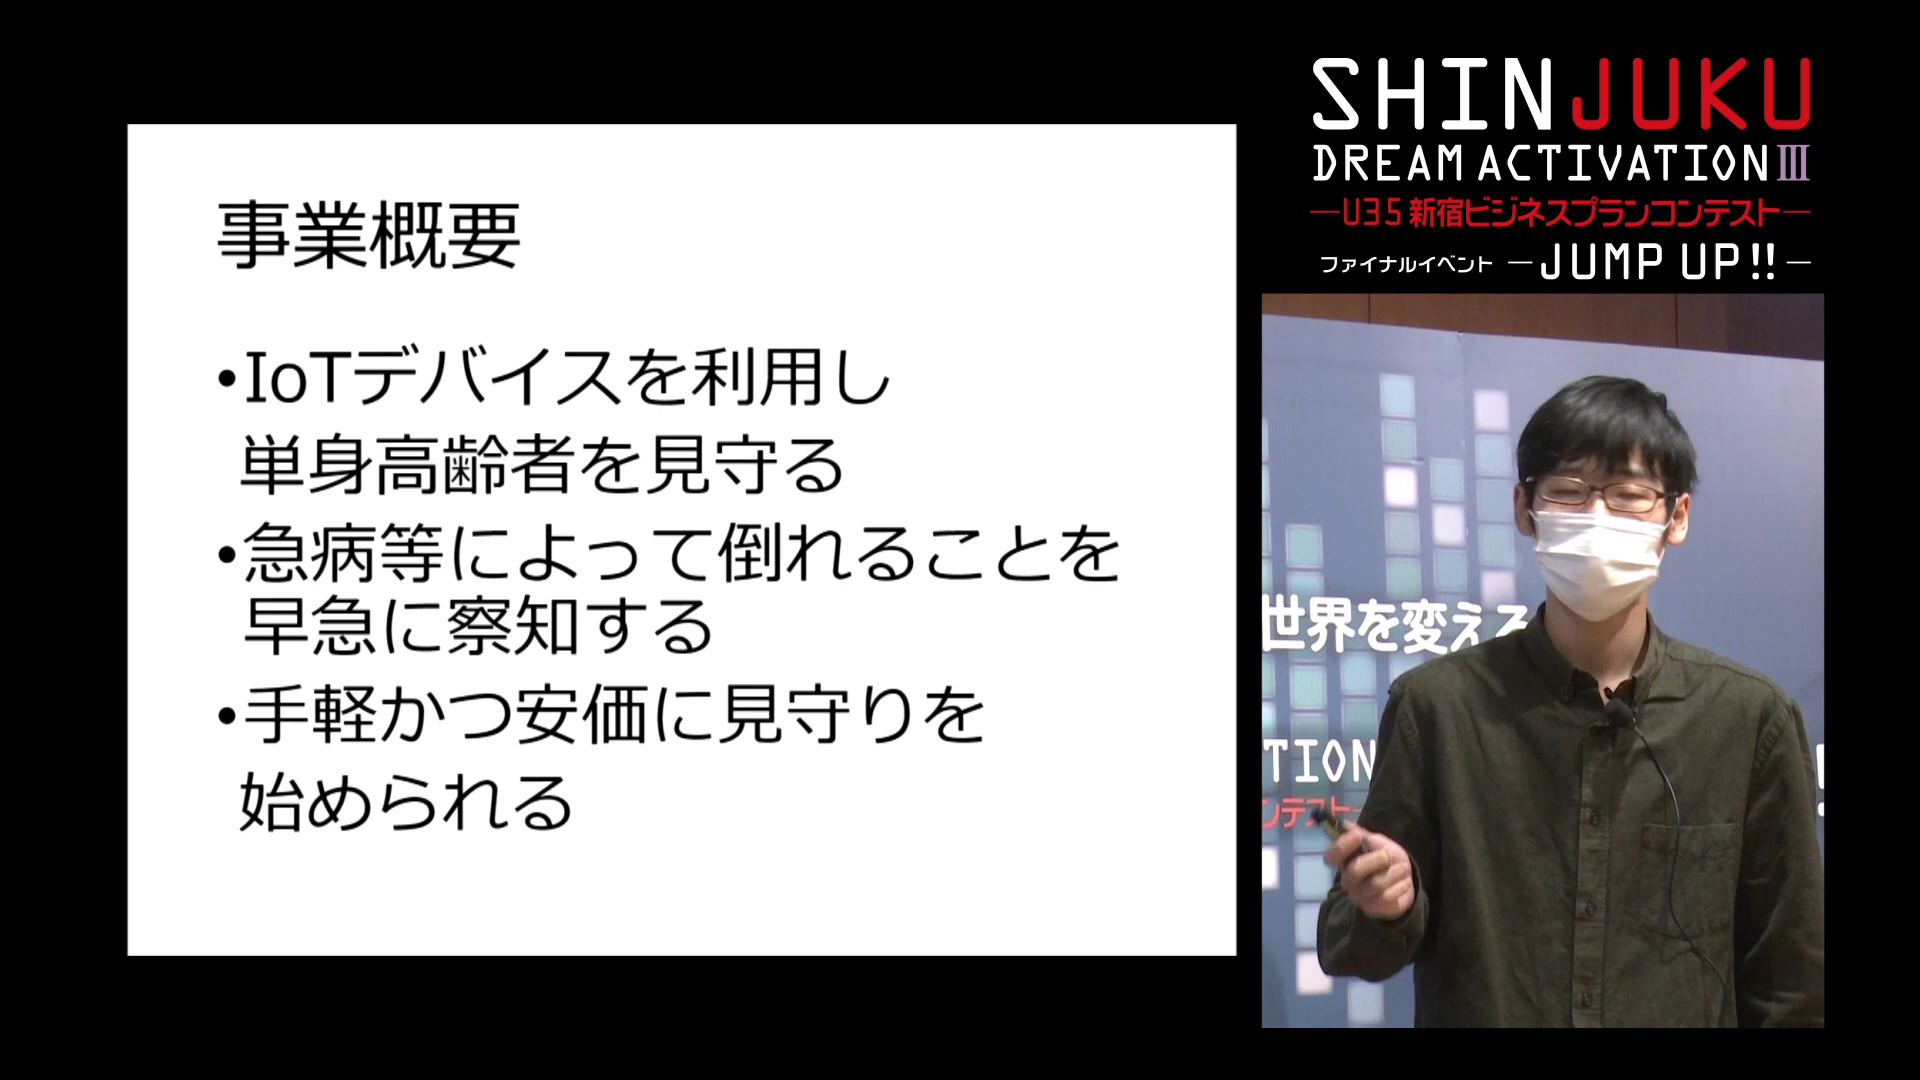 事業概要
•IoTデバイスを利用し
単身高齢者を見守る
•急病等によって倒れることを
早急に察知する
•手軽かつ安価に見守りを
始められる
SHINJUKU
DREAM ACTIVATION III
―U35 新宿ビジネスプランコンテスト―
ファイナルイベント ―JUMP UP!!―
世界を変える
TION
ンテスト―